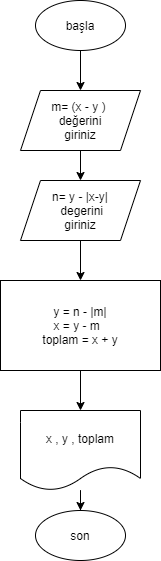 başla
m= (x - y )
değerini
giriniz
n= y - |x-y|
degerini
giriniz
y = n - |m|
x = y - m
toplam = x + y
x , y , toplam
son